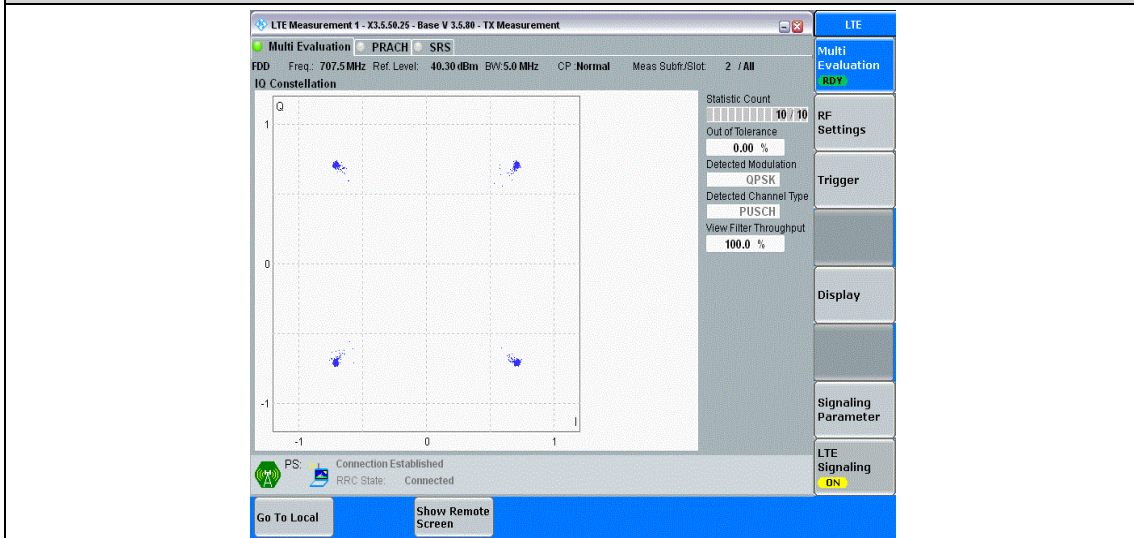 LTE Measurement 1 - X3.5.50.25 - Base V 3.5.80 - TX Measurement
LTE
Multi Evaluation PRACH SRS
FDD Freq.: 707.5 MHz Ref. Level: 40.30 dBm BW: 5.0 MHz CP : Normal Meas Subfr./Slot: 2 / All
IQ Constellation
Q
1
0
-1
I
-1 0 1
Statistic Count
10 / 10
Out of Tolerance
0.00 %
Detected Modulation
QPSK
Detected Channel Type
PUSCH
View Filter Throughput
100.0 %
Multi
Evaluation
RDY
RF
Settings
Trigger
Display
Signaling
Parameter
LTE
Signaling
ON
PS: Connection Established
RRC State: Connected
Go To Local
Show Remote
Screen